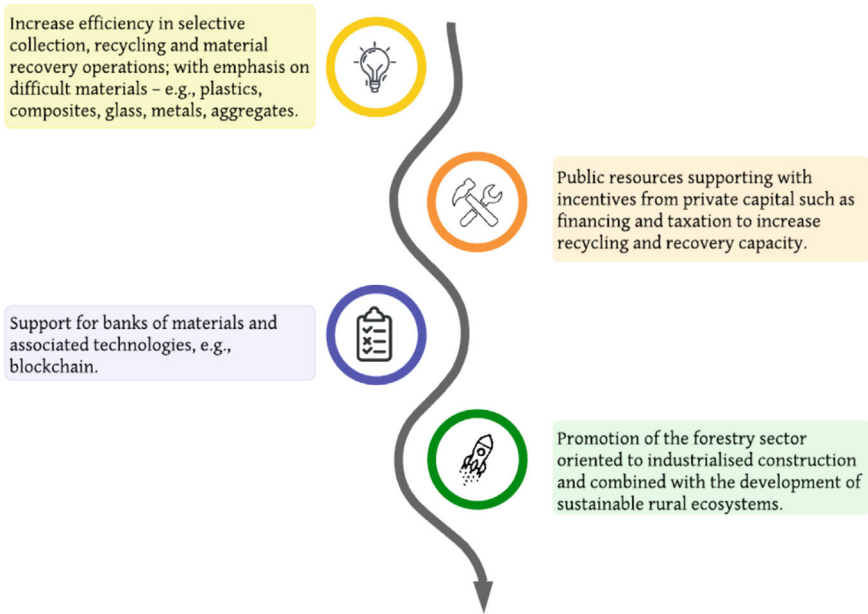 Increase efficiency in selective
collection, recycling and material
recovery operations; with emphasis on
difficult materials – e.g., plastics,
composites, glass, metals, aggregates.
Public resources supporting with
incentives from private capital such as
financing and taxation to increase
recycling and recovery capacity.
Support for banks of materials and
associated technologies, e.g.,
blockchain.
Promotion of the forestry sector
oriented to industrialised construction
and combined with the development of
sustainable rural ecosystems.